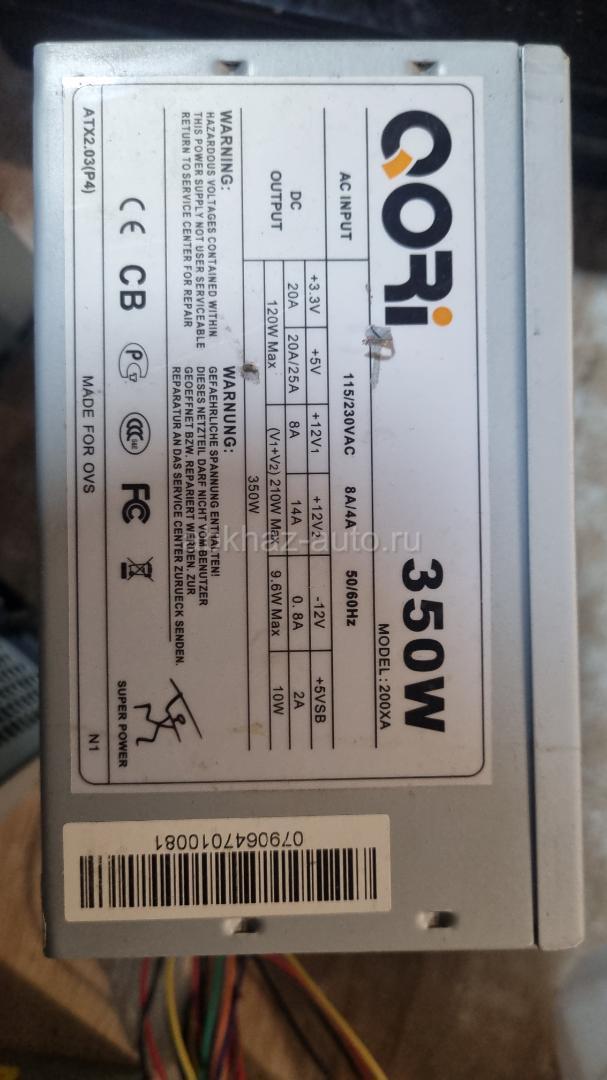 QORi
350W
MODEL:200XA
AC INPUT 115/230VAC 8A/4A 50/60Hz
DC OUTPUT +3.3V +5V +12V1 +12V2 -12V +5VSB
20A 20A/25A 8A 14A 0.8A 2A
120W Max (V1+V2) 210W Max 9.6W Max 10W
350W
WARNING:
HAZARDOUS VOLTAGES CONTAINED WITHIN
THIS POWER SUPPLY NOT USER SERVICEABLE
RETURN TO SERVICE CENTER FOR REPAIR
WARNUNG:
GEFAEHRLICHE SPANNUNG ENTHALTEN!
DIESES NETZTEIL DARF NICHT VOM BENUTZER
GEOEFFNET BZW. REPARIERT WERDEN. ZUR
REPARATUR AN DAS SERVICE CENTER ZURUECK SENDEN.
CE CB PC CCC FC
SUPER POWER
ATX2.03(P4) MADE FOR OVS N1
0790647010081
khaz-auto.ru